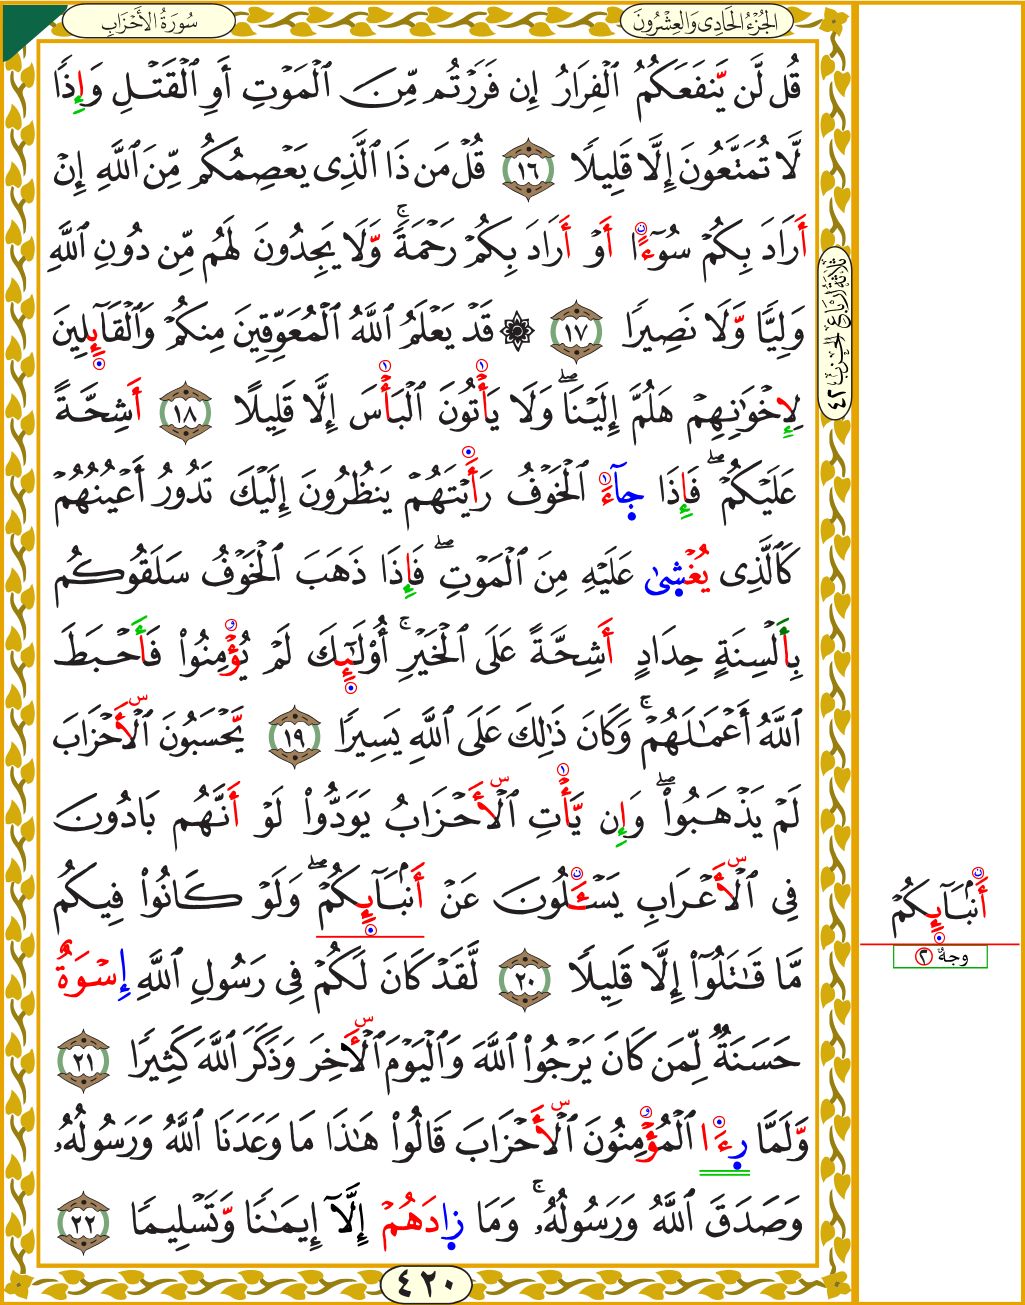 الجُزْءُ الحَادِى وَالعِشْرُونَ
سُورَةُ الأَحْزَابِ
قُل لَّن يَّنفَعَكُمُ ٱلْفِرَارُ إِن فَرَرْتُم مِّنَ ٱلْمَوْتِ أَوِ ٱلْقَتْلِ وَإِذًا
لَّا تُمَتَّعُونَ إِلَّا قَلِيلًا ١٦ قُلْ مَن ذَا ٱلَّذِى يَعْصِمُكُم مِّنَ ٱللَّهِ إِنْ
أَرَادَ بِكُمْ سُوٓءًا أَوْ أَرَادَ بِكُمْ رَحْمَةً ۚ وَّلَا يَجِدُونَ لَهُم مِّن دُونِ ٱللَّهِ
وَلِيًّا وَّلَا نَصِيرًا ١٧ ۞ قَدْ يَعْلَمُ ٱللَّهُ ٱلْمُعَوِّقِينَ مِنكُمْ وَٱلْقَآئِلِينَ
لِإِخْوَٰنِهِمْ هَلُمَّ إِلَيْنَا ۖ وَلَا يَأْتُونَ ٱلْبَأْسَ إِلَّا قَلِيلًا ١٨ أَشِحَّةً
عَلَيْكُمْ ۖ فَإِذَا جِآءَ ٱلْخَوْفُ رَأَيْتَهُمْ يَنظُرُونَ إِلَيْكَ تَدُورُ أَعْيُنُهُمْ
كَٱلَّذِى يُغْشِىٰ عَلَيْهِ مِنَ ٱلْمَوْتِ ۖ فَإِذَا ذَهَبَ ٱلْخَوْفُ سَلَقُوكُم
بِأَلْسِنَةٍ حِدَادٍ أَشِحَّةً عَلَى ٱلْخَيْرِ ۚ أُوْلَٰٓئِكَ لَمْ يُؤْمِنُوا۟ فَأَحْبَطَ
ٱللَّهُ أَعْمَٰلَهُمْ ۚ وَكَانَ ذَٰلِكَ عَلَى ٱللَّهِ يَسِيرًا ١٩ يَّحْسَبُونَ ٱلْأَحْزَابَ
لَمْ يَذْهَبُوا۟ ۖ وَإِن يَّأْتِ ٱلْأَحْزَابُ يَوَدُّوا۟ لَوْ أَنَّهُم بَادُونَ
فِى ٱلْأَعْرَابِ يَسْـَٔلُونَ عَنْ أَنۢبَآئِكُمْ ۖ وَلَوْ كَانُوا۟ فِيكُم
مَّا قَٰتَلُوٓا۟ إِلَّا قَلِيلًا ٢٠ لَّقَدْ كَانَ لَكُمْ فِى رَسُولِ ٱللَّهِ إِسْوَةٌ
حَسَنَةٌ لِّمَن كَانَ يَرْجُوا۟ ٱللَّهَ وَٱلْيَوْمَ ٱلْأَخِرَ وَذَكَرَ ٱللَّهَ كَثِيرًا ٢١
وَلَمَّا رِءَا ٱلْمُؤْمِنُونَ ٱلْأَحْزَابَ قَالُوا۟ هَٰذَا مَا وَعَدَنَا ٱللَّهُ وَرَسُولُهُۥ
وَصَدَقَ ٱللَّهُ وَرَسُولُهُۥ ۚ وَمَا زِادَهُمْ إِلَّآ إِيمَٰنًا وَّتَسْلِيمًا ٢٢
٤٢٠
ثلاثة ارباع الحزب ٤٢
أَنۢبَآئِكُمْ
وجهٌ ٢